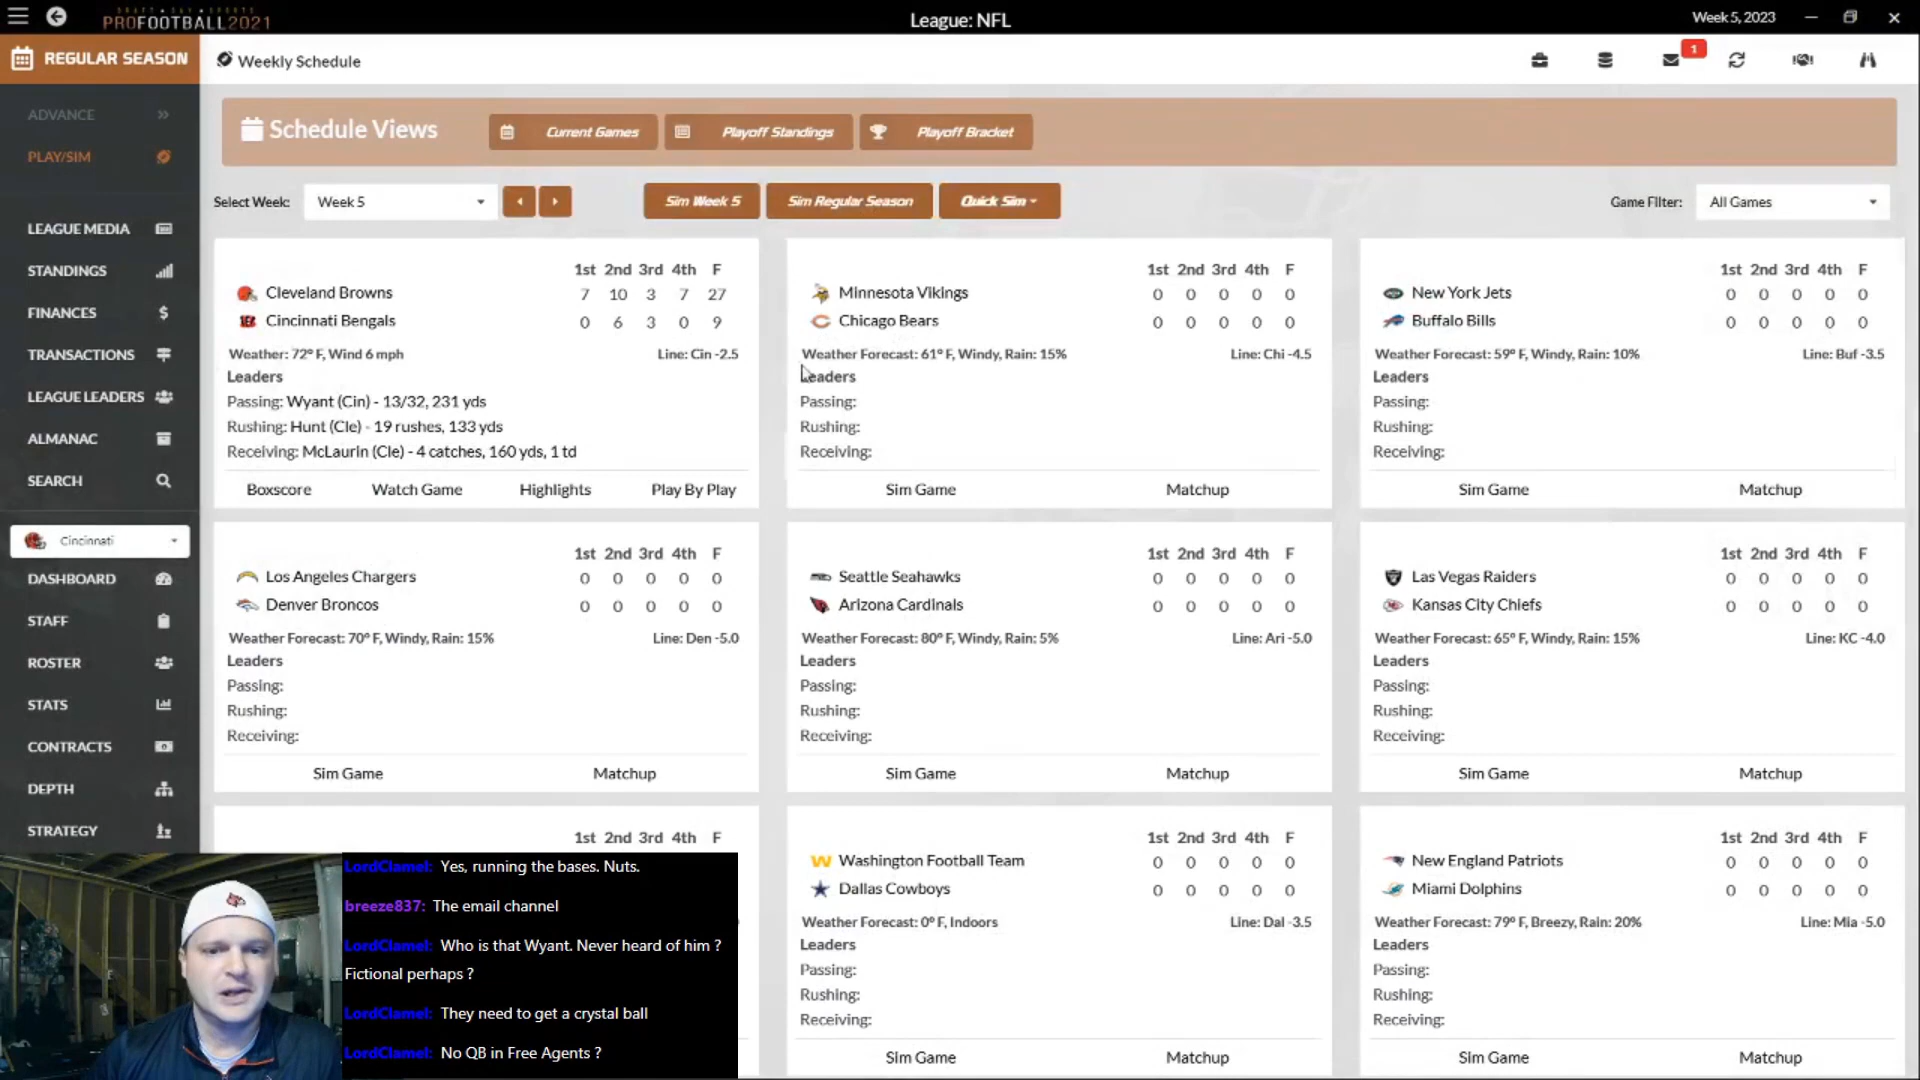 DRAFT DAY SPORTS
PROFOOTBALL2021
League: NFL
Week 5, 2023
REGULAR SEASON
Weekly Schedule
1
ADVANCE
PLAY/SIM
LEAGUE MEDIA
STANDINGS
FINANCES
TRANSACTIONS
LEAGUE LEADERS
ALMANAC
SEARCH
Cincinnati
DASHBOARD
STAFF
ROSTER
STATS
CONTRACTS
DEPTH
STRATEGY
Schedule Views
Current Games
Playoff Standings
Playoff Bracket
Select Week: Week 5
Sim Week 5
Sim Regular Season
Quick Sim
Game Filter: All Games
1st 2nd 3rd 4th F
Cleveland Browns 7 10 3 7 27
Cincinnati Bengals 0 6 3 0 9
Weather: 72º F, Wind 6 mph Line: Cin -2.5
Leaders
Passing: Wyant (Cin) - 13/32, 231 yds
Rushing: Hunt (Cle) - 19 rushes, 133 yds
Receiving: McLaurin (Cle) - 4 catches, 160 yds, 1 td
Boxscore Watch Game Highlights Play By Play
1st 2nd 3rd 4th F
Minnesota Vikings 0 0 0 0 0
Chicago Bears 0 0 0 0 0
Weather Forecast: 61º F, Windy, Rain: 15% Line: Chi -4.5
Leaders
Passing:
Rushing:
Receiving:
Sim Game Matchup
1st 2nd 3rd 4th F
New York Jets 0 0 0 0 0
Buffalo Bills 0 0 0 0 0
Weather Forecast: 59º F, Windy, Rain: 10% Line: Buf -3.5
Leaders
Passing:
Rushing:
Receiving:
Sim Game Matchup
1st 2nd 3rd 4th F
Los Angeles Chargers 0 0 0 0 0
Denver Broncos 0 0 0 0 0
Weather Forecast: 70º F, Windy, Rain: 15% Line: Den -5.0
Leaders
Passing:
Rushing:
Receiving:
Sim Game Matchup
1st 2nd 3rd 4th F
Seattle Seahawks 0 0 0 0 0
Arizona Cardinals 0 0 0 0 0
Weather Forecast: 80º F, Windy, Rain: 5% Line: Ari -5.0
Leaders
Passing:
Rushing:
Receiving:
Sim Game Matchup
1st 2nd 3rd 4th F
Las Vegas Raiders 0 0 0 0 0
Kansas City Chiefs 0 0 0 0 0
Weather Forecast: 65º F, Windy, Rain: 15% Line: KC -4.0
Leaders
Passing:
Rushing:
Receiving:
Sim Game Matchup
1st 2nd 3rd 4th F
1st 2nd 3rd 4th F
Washington Football Team 0 0 0 0 0
Dallas Cowboys 0 0 0 0 0
Weather Forecast: 0º F, Indoors Line: Dal -3.5
Leaders
Passing:
Rushing:
Receiving:
Sim Game Matchup
1st 2nd 3rd 4th F
New England Patriots 0 0 0 0 0
Miami Dolphins 0 0 0 0 0
Weather Forecast: 79º F, Breezy, Rain: 20% Line: Mia -5.0
Leaders
Passing:
Rushing:
Receiving:
Sim Game Matchup
LordClamel: Yes, running the bases. Nuts.
breeze837: The email channel
LordClamel: Who is that Wyant. Never heard of him ?
Fictional perhaps ?
LordClamel: They need to get a crystal ball
LordClamel: No QB in Free Agents ?